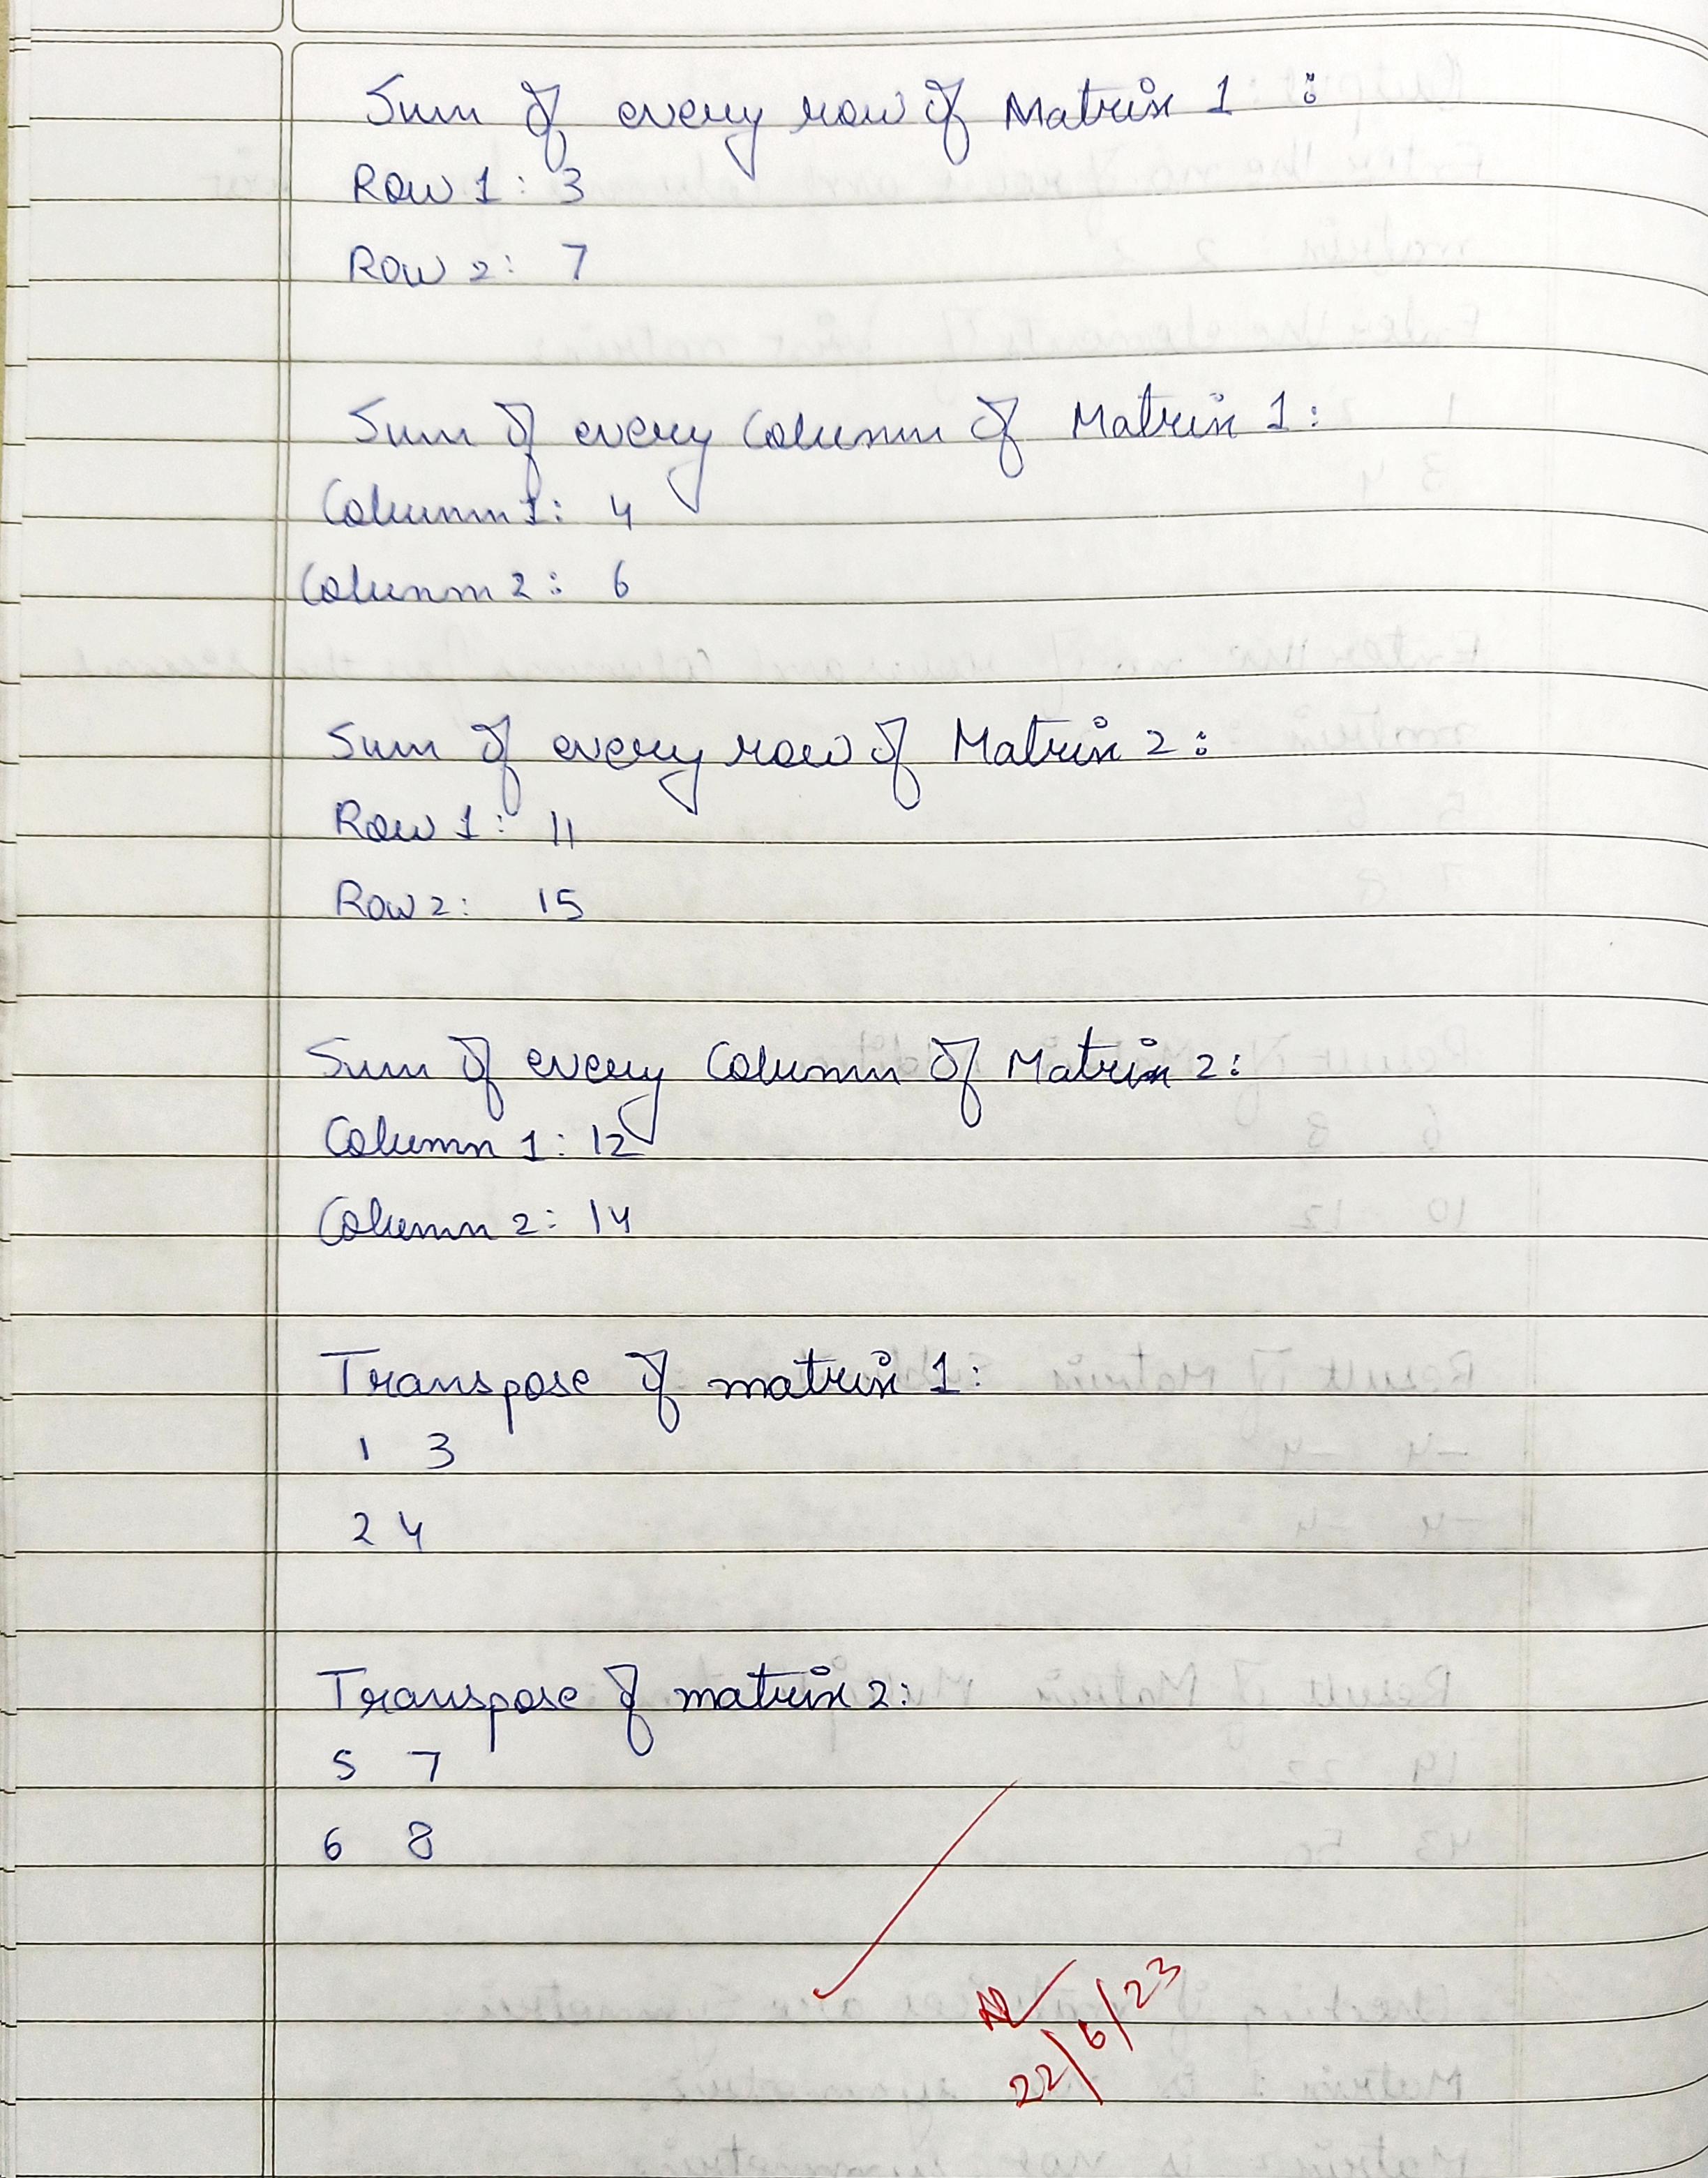 Sum of every row of Matrix 1 :
Row 1 : 3
Row 2 : 7
Sum of every Column of Matrix 1 :
Column 1 : 4
Column 2 : 6
Sum of every row of Matrix 2 :
Row 1 : 11
Row 2 : 15
Sum of every Column of Matrix 2 :
Column 1 : 12
Column 2 : 14
Transpose of matrix 1 :
1 3
2 4
Transpose of matrix 2 :
5 7
6 8
22/6/23